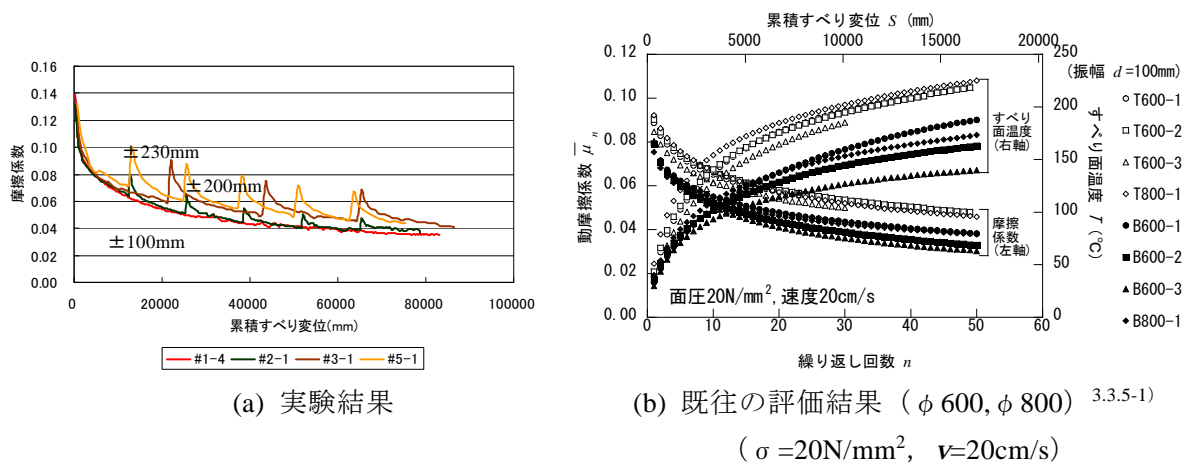 0.16
0.14
0.12
0.10
0.08
0.06
0.04
0.02
0.00
摩擦係数
±230mm
±200mm
±100mm
0 20000 40000 60000 80000 100000
累積すべり変位(mm)
#1-4 #2-1 #3-1 #5-1
(a) 実験結果
累積すべり変位 S (mm)
0 5000 10000 15000 20000
0.12
0.10
0.08
0.06
0.04
0.02
0.00
動摩擦係数 μn
250
200
150
100
50
0
すべり面温度 T (℃)
すべり
面温度
(右軸)
摩擦
係数
(左軸)
面圧20N/mm2, 速度20cm/s
0 10 20 30 40 50 60
繰り返し回数 n
(振幅 d =100mm)
T600-1
T600-2
T600-3
T800-1
B600-1
B600-2
B600-3
B800-1
(b) 既往の評価結果（φ600, φ800） 3.3.5-1)
（σ=20N/mm2, v=20cm/s）